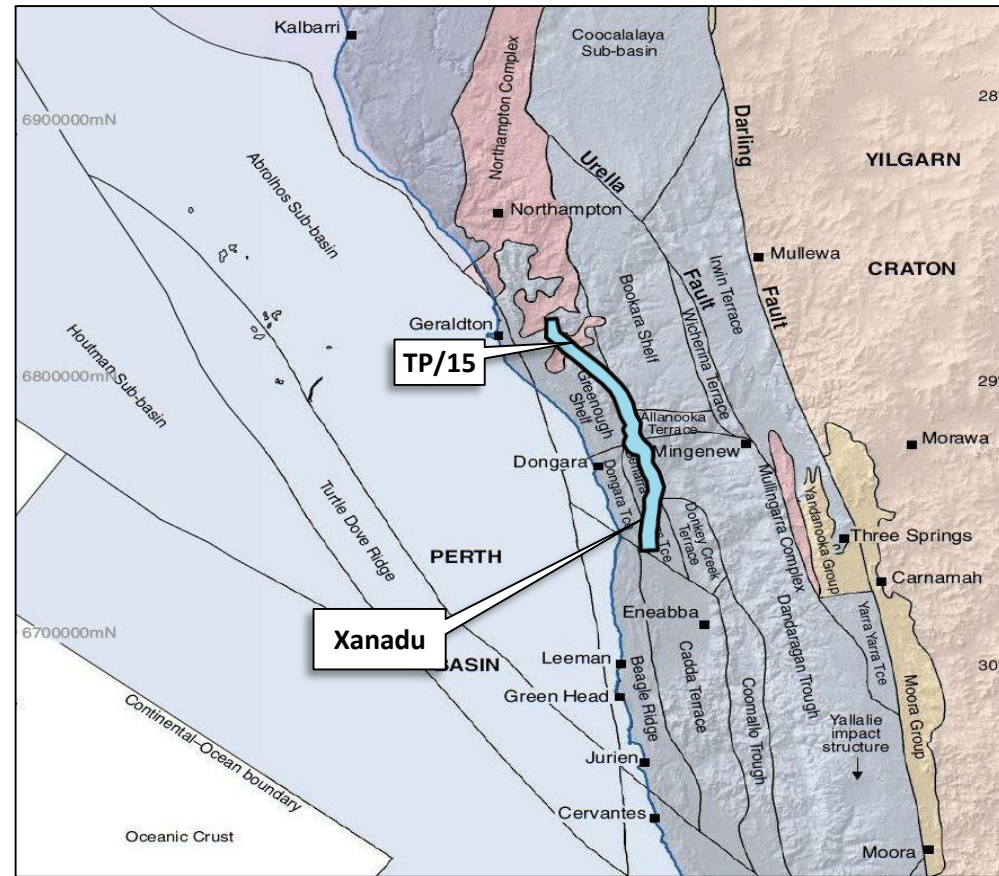 Kalbarri
Coocalalaya
Sub-basin
28°
6900000mN
Northampton Complex
Darling
Abrolhos Sub-basin
Urella
YILGARN
Northampton
Mullewa
Fault
Irwin Terrace
CRATON
Houtman Sub-basin
Bookara Shelf
Fault
Wicherina Terrace
Geraldton
TP/15
29°
6800000mN
Greenough
Shelf
Allanooka
Terrace
Morawa
Mingenew
Dongara
Dongara Tce
Tce
Donkey Creek
Terrace
Mullingarra Complex
Yandanooka
Group
Three Springs
Turtle Dove Ridge
PERTH
Carnamah
Xanadu
Eneabba
Dandaragan Trough
Yarra Yarra Tce
6700000mN
BASIN
Leeman
30°
Green Head
Beagle Ridge
Cadda Terrace
Coomallo Trough
Moora Group
Continental–Ocean boundary
Yallalie
impact
structure
Jurien
Cervantes
Oceanic Crust
Moora